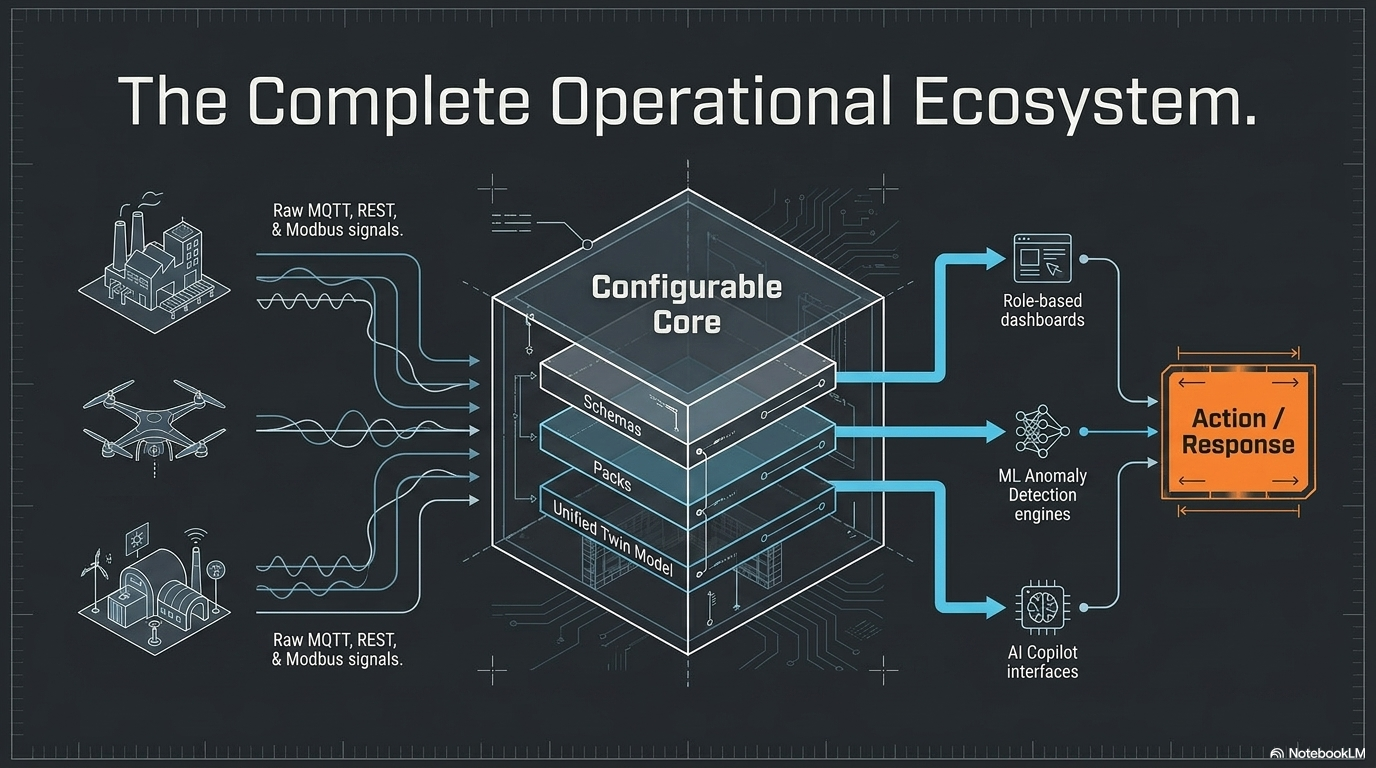 The Complete Operational Ecosystem.
Raw MQTT, REST,
& Modbus signals.
Raw MQTT, REST,
& Modbus signals.
Configurable
Core
Schemas
Packs
Unified Twin Model
Role-based
dashboards
ML Anomaly
Detection
engines
AI Copilot
interfaces
Action /
Response
NotebookLM